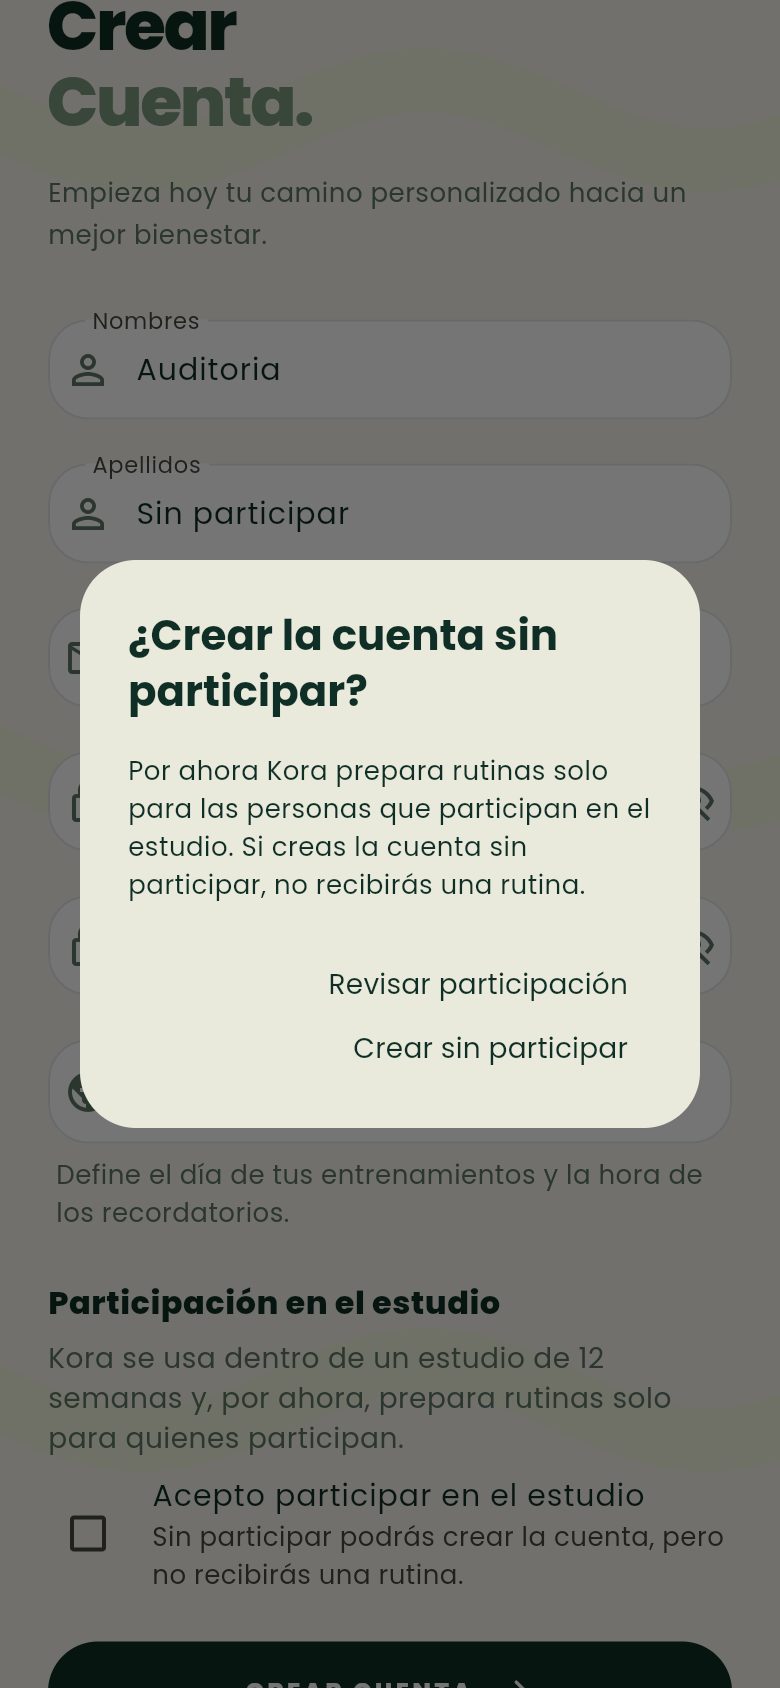 Crear
Cuenta.
Empieza hoy tu camino personalizado hacia un
mejor bienestar.
Nombres
Auditoria
Apellidos
Sin participar
¿Crear la cuenta sin
participar?
Por ahora Kora prepara rutinas solo
para las personas que participan en el
estudio. Si creas la cuenta sin
participar, no recibirás una rutina.
Revisar participación
Crear sin participar
Define el día de tus entrenamientos y la hora de
los recordatorios.
Participación en el estudio
Kora se usa dentro de un estudio de 12
semanas y, por ahora, prepara rutinas solo
para quienes participan.
Acepto participar en el estudio
Sin participar podrás crear la cuenta, pero
no recibirás una rutina.
CREAR CUENTA